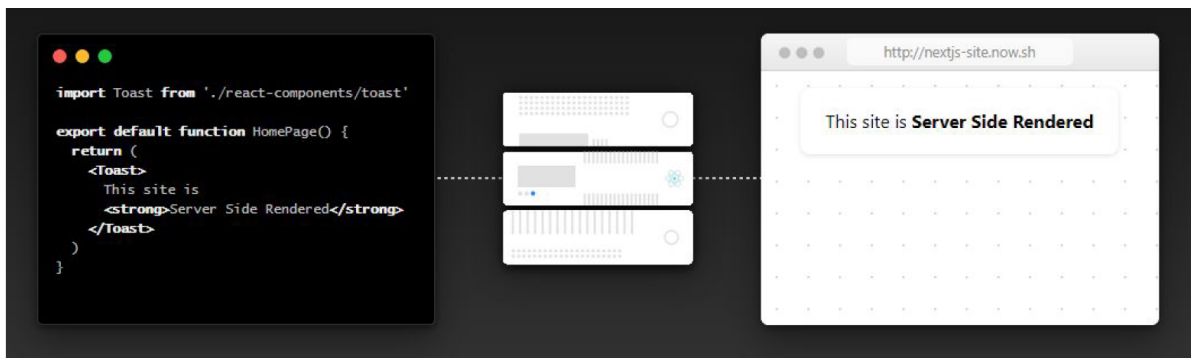 import Toast from './react-components/toast'
export default function HomePage() {
return (
<Toast>
This site is
<strong>Server Side Rendered</strong>
</Toast>
)
}
http://nextjs-site.now.sh
This site is Server Side Rendered